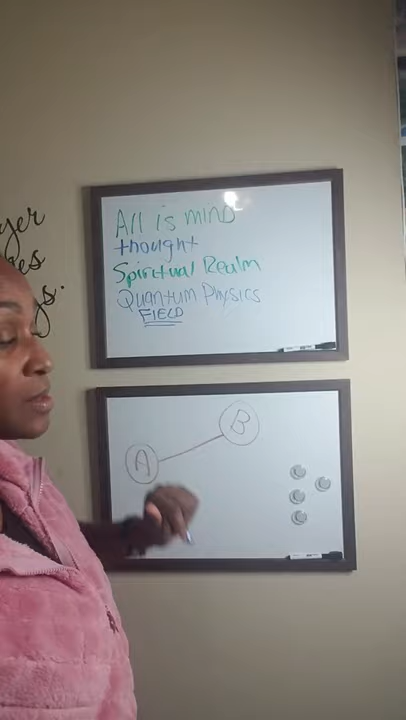 All is mind
thought
Spiritual Realm
Quantum Physics
FIELD
A
B